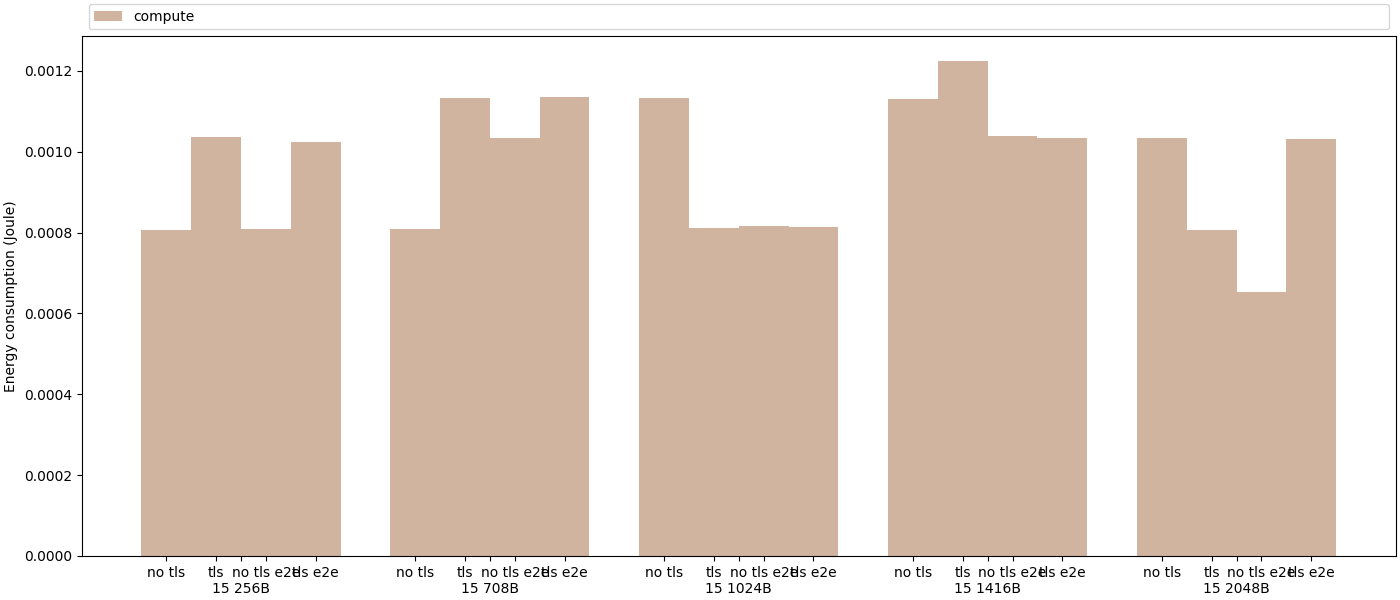 compute
0.0012
0.0010
0.0008
0.0006
0.0004
0.0002
0.0000
Energy consumption (Joule)
no tls tls no tls e2e tls e2e no tls tls no tls e2e tls e2e no tls tls no tls e2e tls e2e no tls tls no tls e2e tls e2e no tls tls no tls e2e tls e2e
15 256B 15 708B 15 1024B 15 1416B 15 2048B